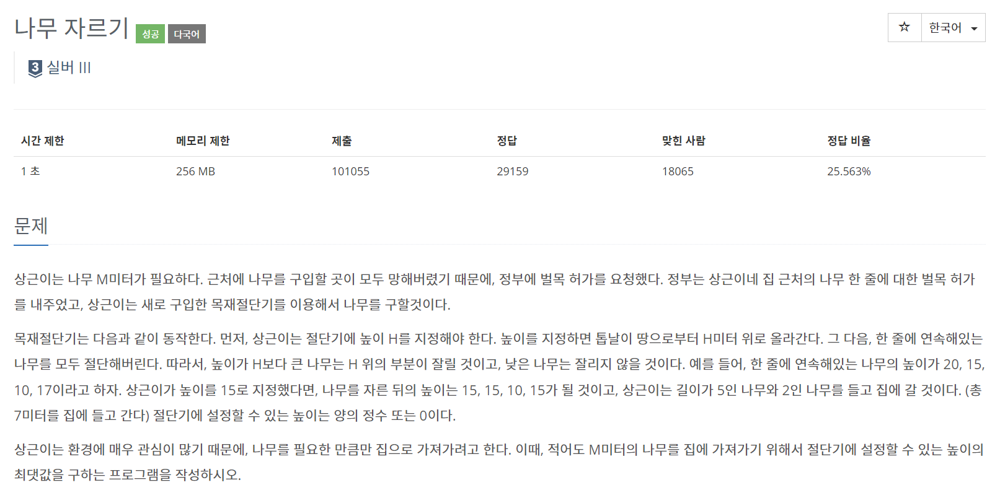 나무 자르기 성공 다국어
☆ 한국어
3 실버 III
시간 제한 메모리 제한 제출 정답 맞힌 사람 정답 비율
1 초 256 MB 101055 29159 18065 25.563%
문제
상근이는 나무 M미터가 필요하다. 근처에 나무를 구입할 곳이 모두 망해버렸기 때문에, 정부에 벌목 허가를 요청했다. 정부는 상근이네 집 근처의 나무 한 줄에 대한 벌목 허가
를 내주었고, 상근이는 새로 구입한 목재절단기를 이용해서 나무를 구할것이다.
목재절단기는 다음과 같이 동작한다. 먼저, 상근이는 절단기에 높이 H를 지정해야 한다. 높이를 지정하면 톱날이 땅으로부터 H미터 위로 올라간다. 그 다음, 한 줄에 연속해있는
나무를 모두 절단해버린다. 따라서, 높이가 H보다 큰 나무는 H 위의 부분이 잘릴 것이고, 낮은 나무는 잘리지 않을 것이다. 예를 들어, 한 줄에 연속해있는 나무의 높이가 20, 15,
10, 17이라고 하자. 상근이가 높이를 15로 지정했다면, 나무를 자른 뒤의 높이는 15, 15, 10, 15가 될 것이고, 상근이는 길이가 5인 나무와 2인 나무를 들고 집에 갈 것이다. (총
7미터를 집에 들고 간다) 절단기에 설정할 수 있는 높이는 양의 정수 또는 0이다.
상근이는 환경에 매우 관심이 많기 때문에, 나무를 필요한 만큼만 집으로 가져가려고 한다. 이때, 적어도 M미터의 나무를 집에 가져가기 위해서 절단기에 설정할 수 있는 높이의
최댓값을 구하는 프로그램을 작성하시오.